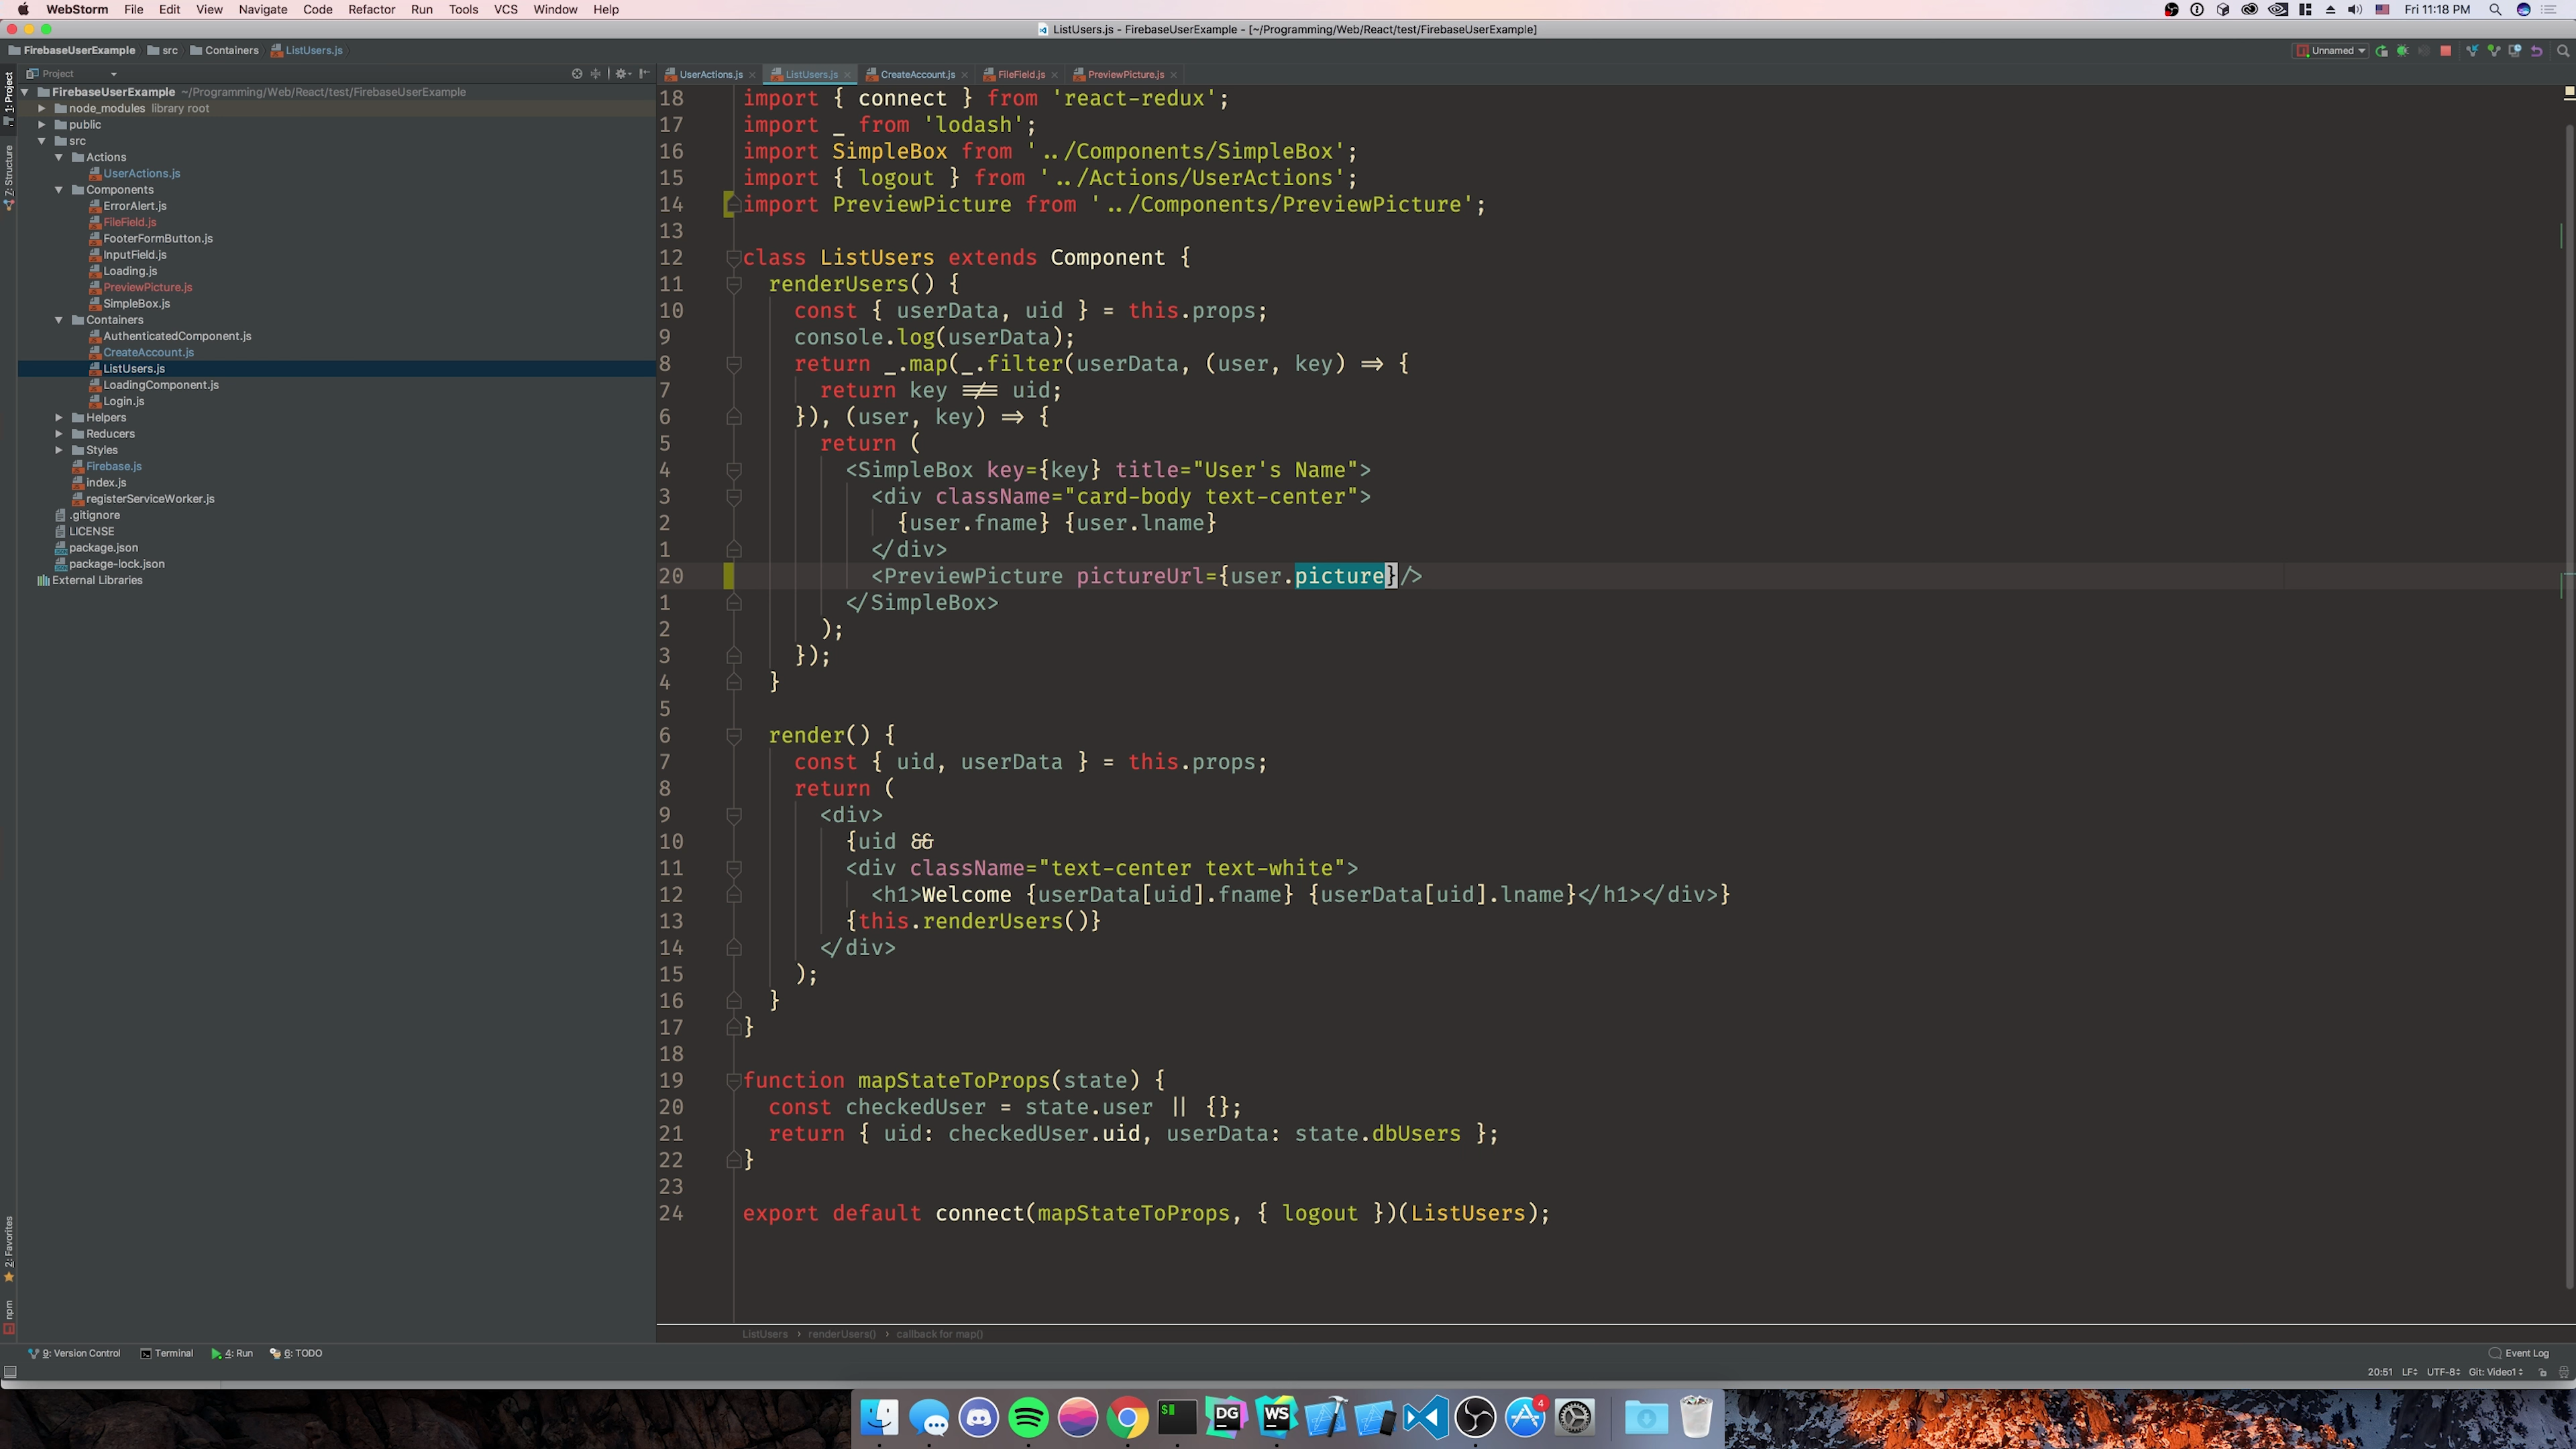 WebStorm File Edit View Navigate Code Refactor Run Tools VCS Window Help
Fri 11:18 PM
ListUsers.js - FirebaseUserExample - [~/Programming/Web/React/test/FirebaseUserExample]
FirebaseUserExample src Containers ListUsers.js
Unnamed
Project
UserActions.js ListUsers.js CreateAccount.js FileField.js PreviewPicture.js
1: Project
7: Structure
2: Favorites
npm
FirebaseUserExample ~/Programming/Web/React/test/FirebaseUserExample
node_modules library root
public
src
Actions
UserActions.js
Components
ErrorAlert.js
FileField.js
FooterFormButton.js
InputField.js
Loading.js
PreviewPicture.js
SimpleBox.js
Containers
AuthenticatedComponent.js
CreateAccount.js
ListUsers.js
LoadingComponent.js
Login.js
Helpers
Reducers
Styles
Firebase.js
index.js
registerServiceWorker.js
.gitignore
LICENSE
package.json
package-lock.json
External Libraries
18 import { connect } from 'react-redux';
17 import _ from 'lodash';
16 import SimpleBox from '../Components/SimpleBox';
15 import { logout } from '../Actions/UserActions';
14 import PreviewPicture from '../Components/PreviewPicture';
13
12 class ListUsers extends Component {
11 renderUsers() {
10 const { userData, uid } = this.props;
9 console.log(userData);
8 return _.map(_.filter(userData, (user, key) => {
7 return key !== uid;
6 }), (user, key) => {
5 return (
4 <SimpleBox key={key} title="User's Name">
3 <div className="card-body text-center">
2 {user.fname} {user.lname}
1 </div>
20 <PreviewPicture pictureUrl={user.picture}/>
1 </SimpleBox>
2 );
3 });
4 }
5
6 render() {
7 const { uid, userData } = this.props;
8 return (
9 <div>
10 {uid &&
11 <div className="text-center text-white">
12 <h1>Welcome {userData[uid].fname} {userData[uid].lname}</h1></div>}
13 {this.renderUsers()}
14 </div>
15 );
16 }
17 }
18
19 function mapStateToProps(state) {
20 const checkedUser = state.user || {};
21 return { uid: checkedUser.uid, userData: state.dbUsers };
22 }
23
24 export default connect(mapStateToProps, { logout })(ListUsers);
ListUsers › renderUsers() › callback for map()
9: Version Control Terminal 4: Run 6: TODO
Event Log
20:51 LF UTF-8 Git: Video1
$ DG WS 4